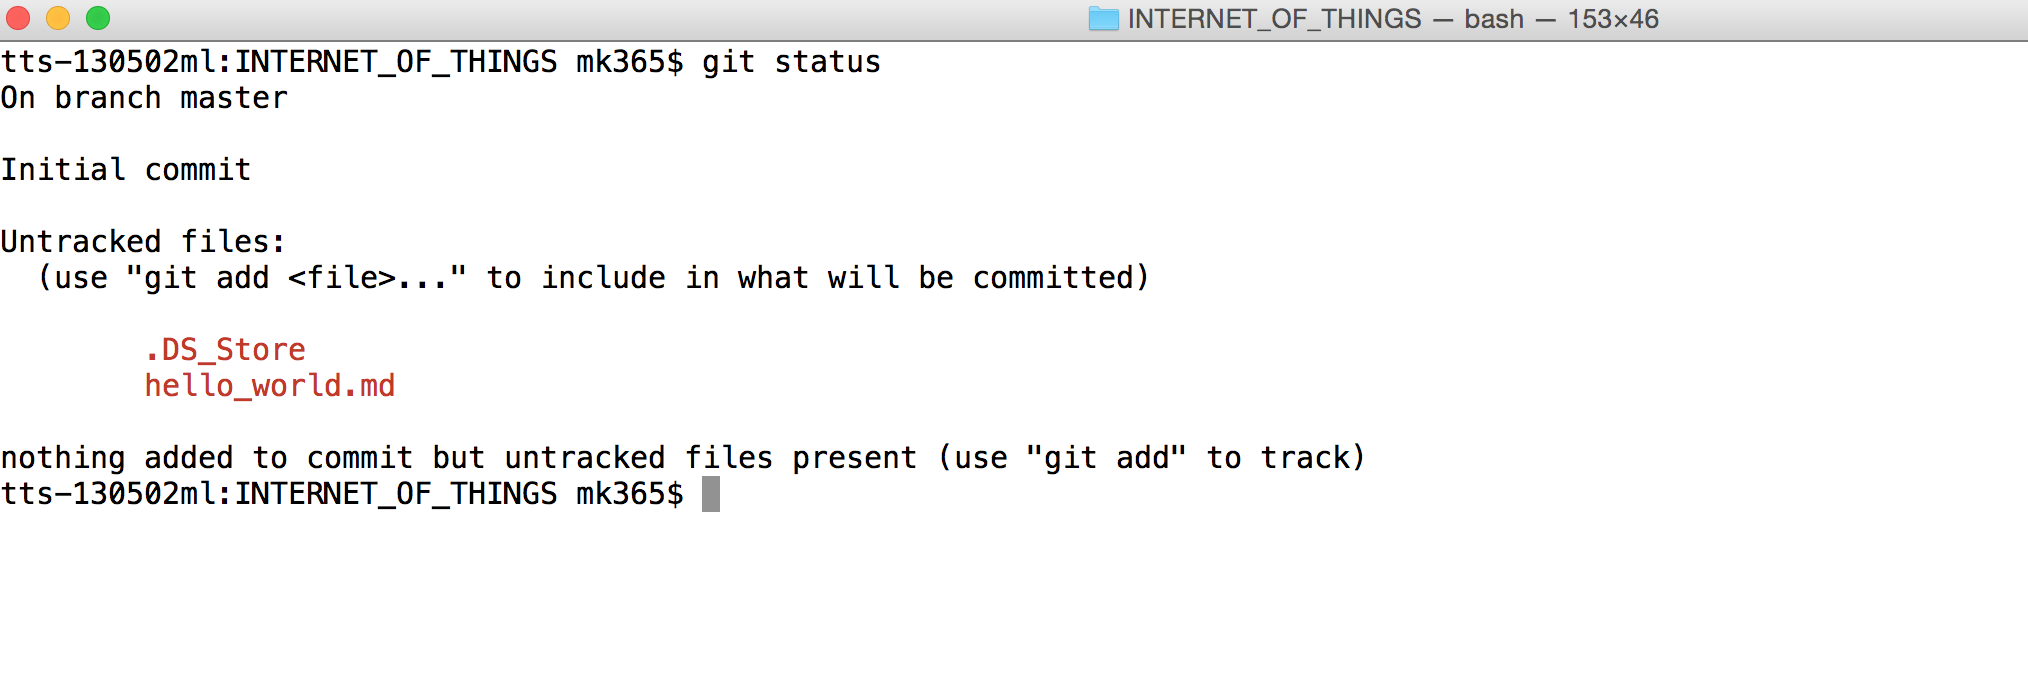 INTERNET_OF_THINGS — bash — 153×46
tts-130502ml:INTERNET_OF_THINGS mk365$ git status
On branch master
Initial commit
Untracked files:
(use "git add <file>..." to include in what will be committed)
.DS_Store
hello_world.md
nothing added to commit but untracked files present (use "git add" to track)
tts-130502ml:INTERNET_OF_THINGS mk365$